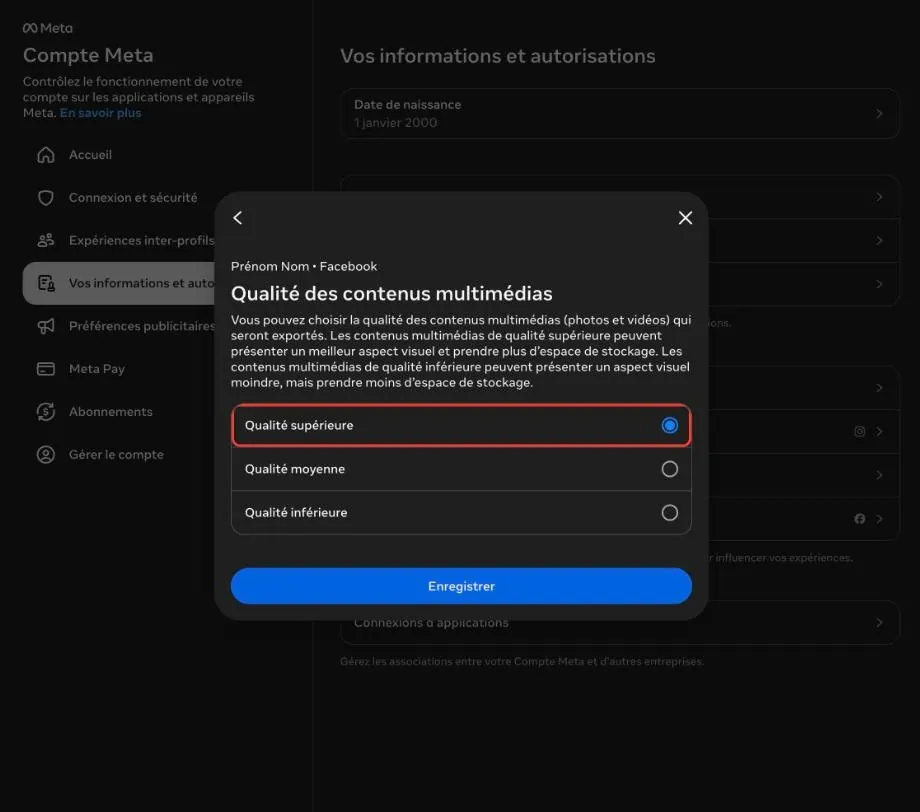 Meta
Compte Meta
Contrôlez le fonctionnement de votre
compte sur les applications et appareils
Meta. En savoir plus
Accueil
Connexion et sécurité
Expériences inter-profils
Vos informations et auto
Préférences publicitaires
Meta Pay
Abonnements
Gérer le compte
Vos informations et autorisations
Date de naissance
1 janvier 2000
Prénom Nom • Facebook
Qualité des contenus multimédias
Vous pouvez choisir la qualité des contenus multimédias (photos et vidéos) qui
seront exportés. Les contenus multimédias de qualité supérieure peuvent
présenter un meilleur aspect visuel et prendre plus d’espace de stockage. Les
contenus multimédias de qualité inférieure peuvent présenter un aspect visuel
moindre, mais prendre moins d’espace de stockage.
Qualité supérieure
Qualité moyenne
Qualité inférieure
Enregistrer
ions.
r influencer vos expériences.
Connexions d’applications
Gérez les associations entre votre Compte Meta et d’autres entreprises.